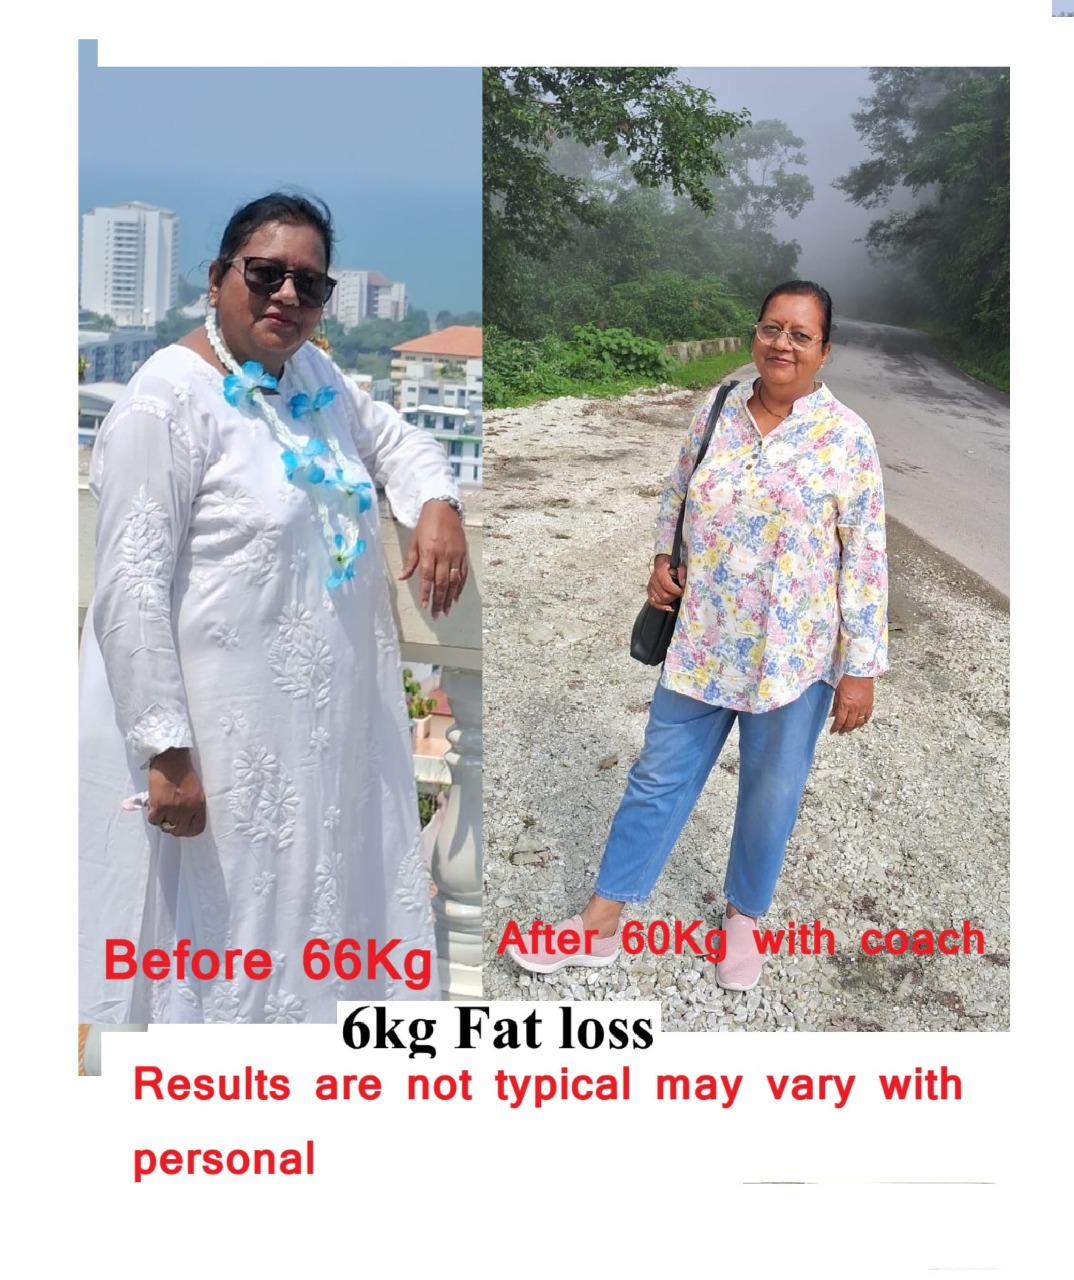 Before 66Kg
After 60Kg with coach
6kg Fat loss
Results are not typical may vary with
personal